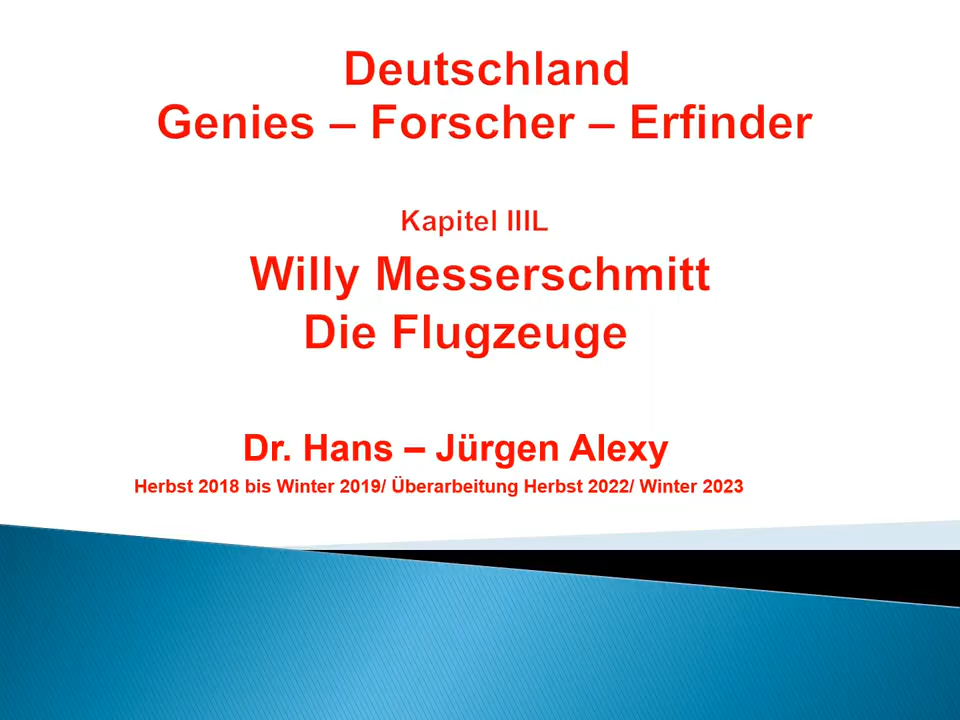 Deutschland
Genies – Forscher – Erfinder
Kapitel IIIL
Willy Messerschmitt
Die Flugzeuge
Dr. Hans – Jürgen Alexy
Herbst 2018 bis Winter 2019/ Überarbeitung Herbst 2022/ Winter 2023